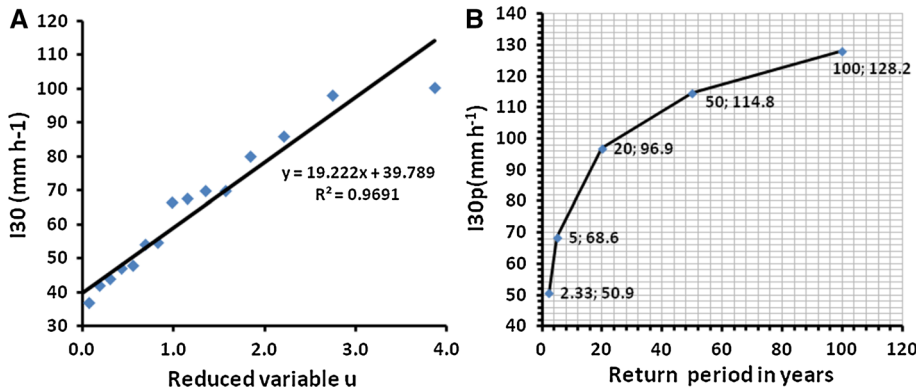 A
120
110
100
90
80
70
60
50
40
30
I30 (mm h-1)
y = 19.222x + 39.789
R² = 0.9691
0.0 1.0 2.0 3.0 4.0
Reduced variable u
B
140
130
120
110
100
90
80
70
60
50
40
I30p(mm h-1)
100; 128.2
50; 114.8
20; 96.9
5; 68.6
2.33; 50.9
0 20 40 60 80 100 120
Return period in years